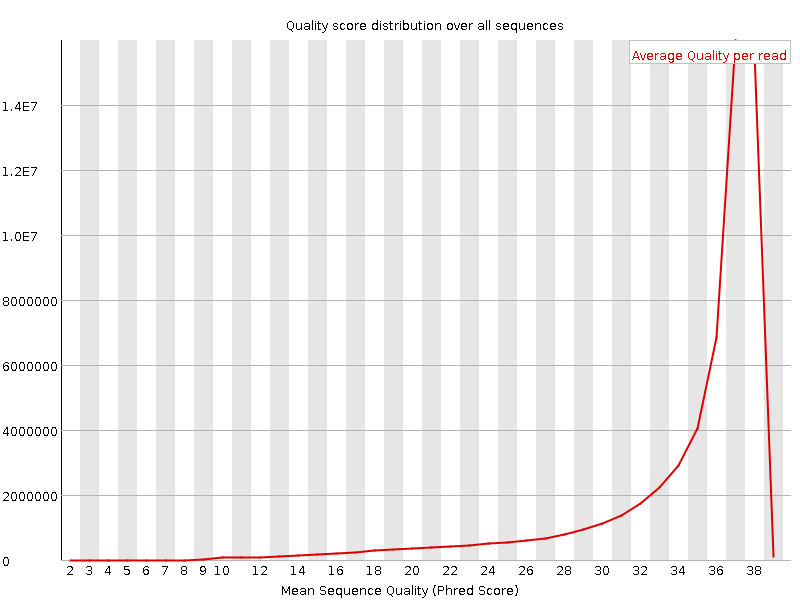 Quality score distribution over all sequences
Average Quality per read
1.4E7
1.2E7
1.0E7
8000000
6000000
4000000
2000000
0
2 3 4 5 6 7 8 9 10 12 14 16 18 20 22 24 26 28 30 32 34 36 38
Mean Sequence Quality (Phred Score)